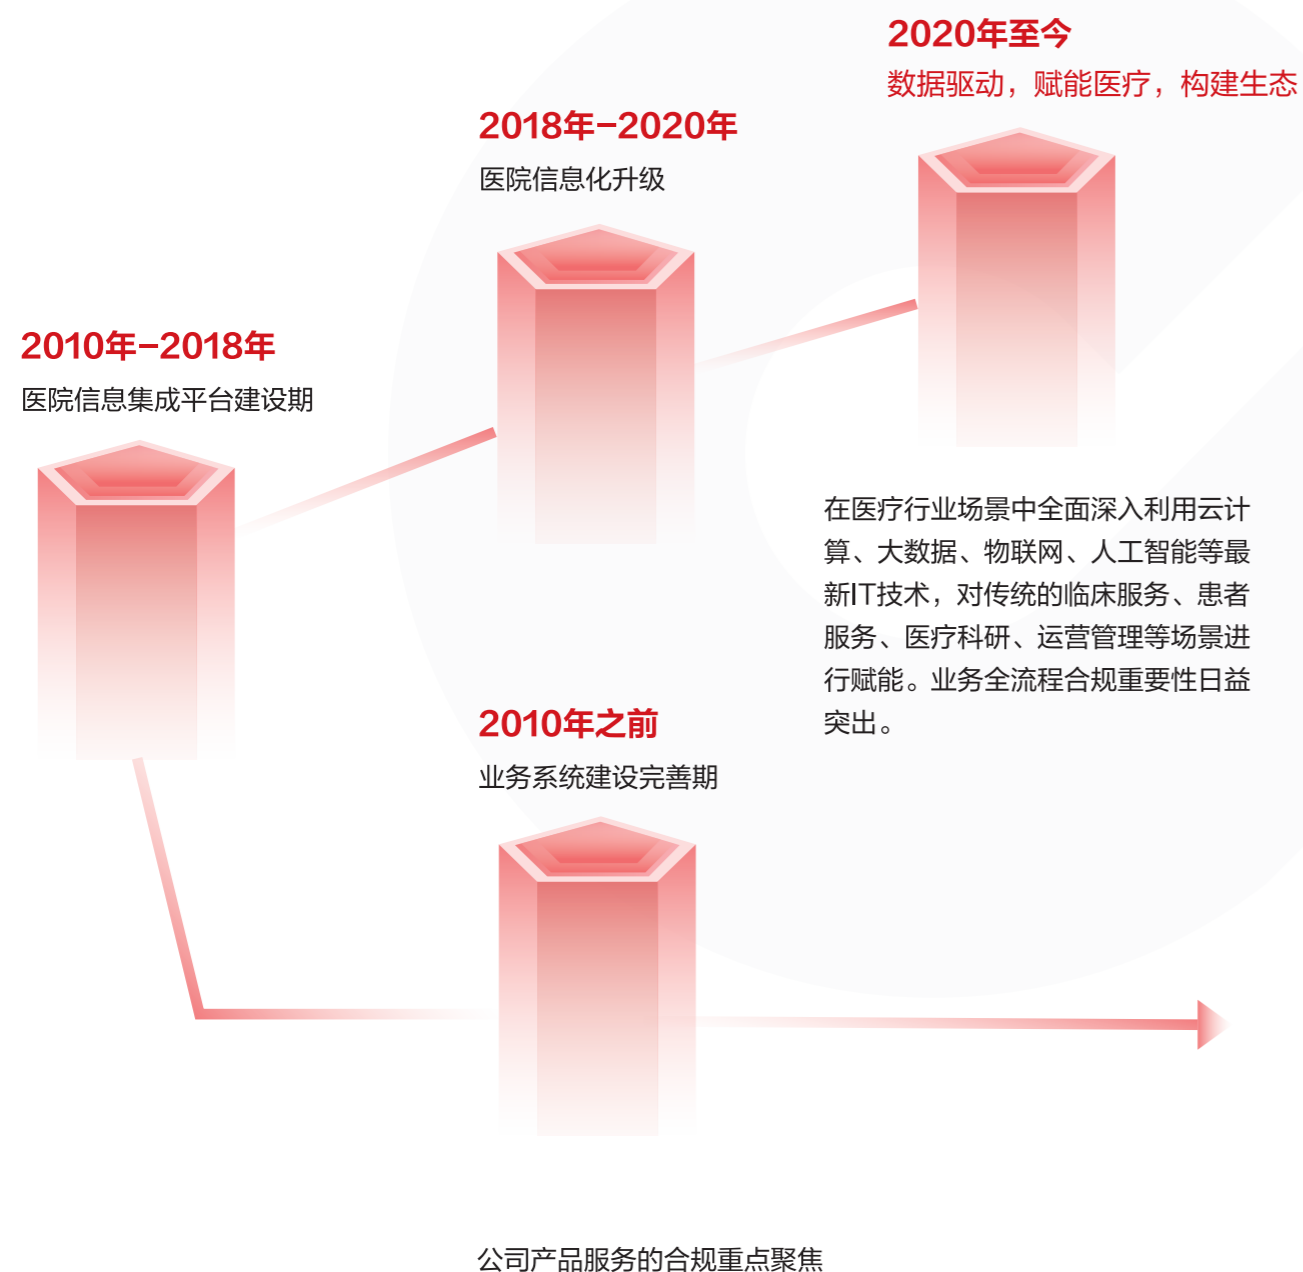 2020年至今
数据驱动，赋能医疗，构建生态
2018年–2020年
医院信息化升级
2010年–2018年
医院信息集成平台建设期
在医疗行业场景中全面深入利用云计
算、大数据、物联网、人工智能等最
新IT技术，对传统的临床服务、患者
服务、医疗科研、运营管理等场景进
行赋能。业务全流程合规重要性日益
突出。
2010年之前
业务系统建设完善期
公司产品服务的合规重点聚焦